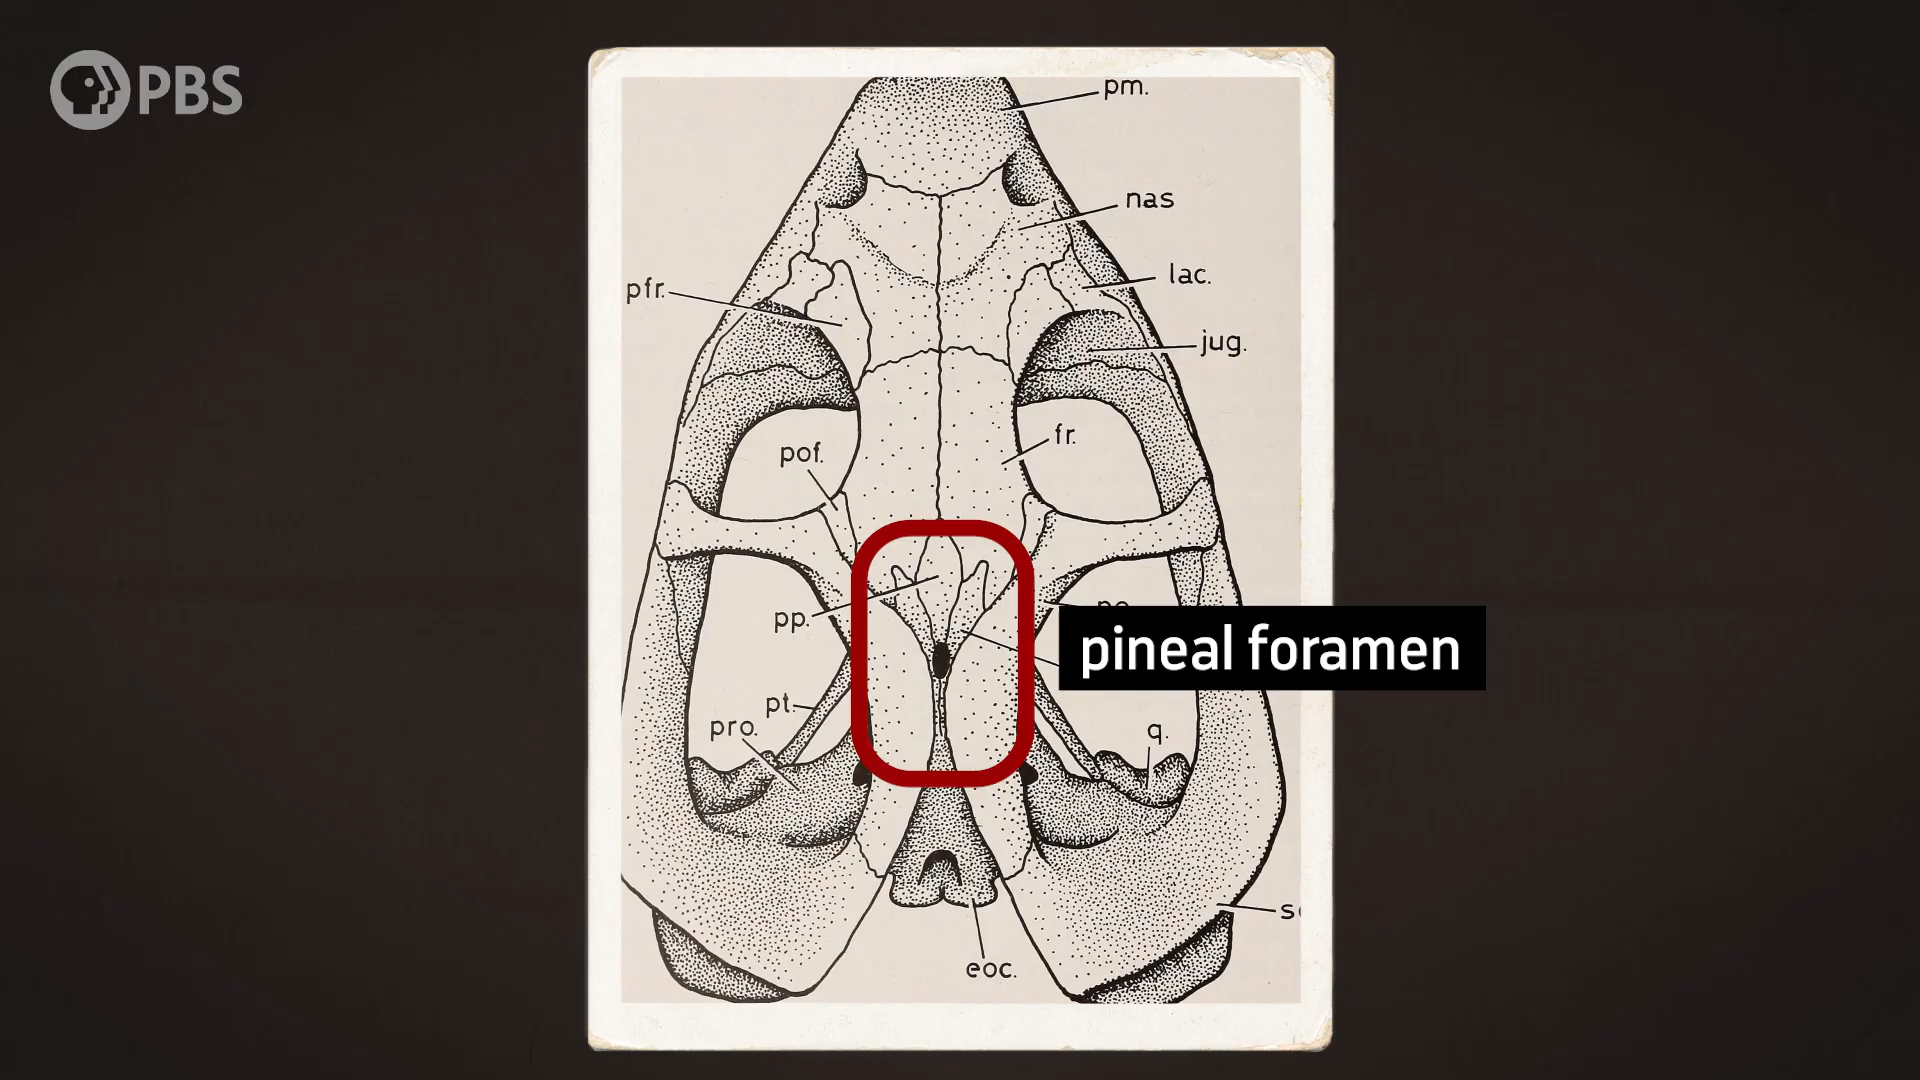 PBS
pm.
nas
lac.
pfr.
jug.
fr.
pof.
pp.
pineal foramen
pt
pro.
q.
eoc.